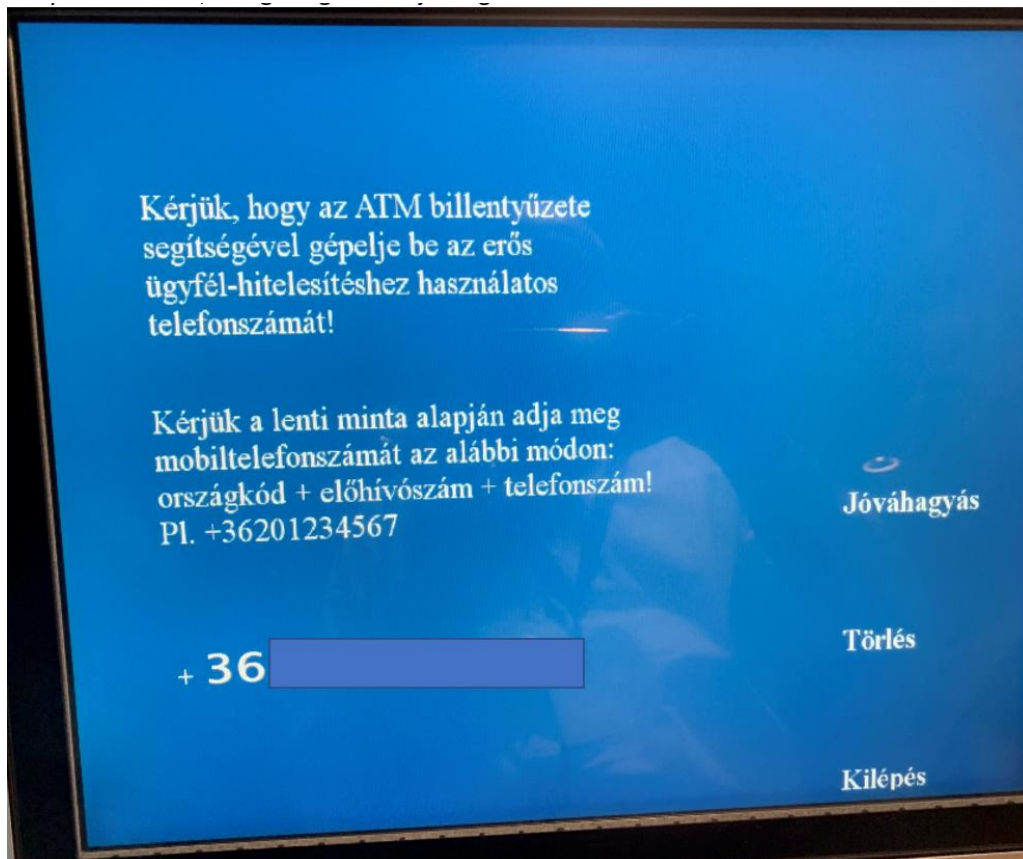 Kérjük, hogy az ATM billentyűzete
segítségével gépelje be az erős
ügyfél-hitelesítéshez használatos
telefonszámát!
Kérjük a lenti minta alapján adja meg
mobiltelefonszámát az alábbi módon:
országkód + előhívószám + telefonszám!
Pl. +36201234567
Jóváhagyás
+ 36
Törlés
Kilépés